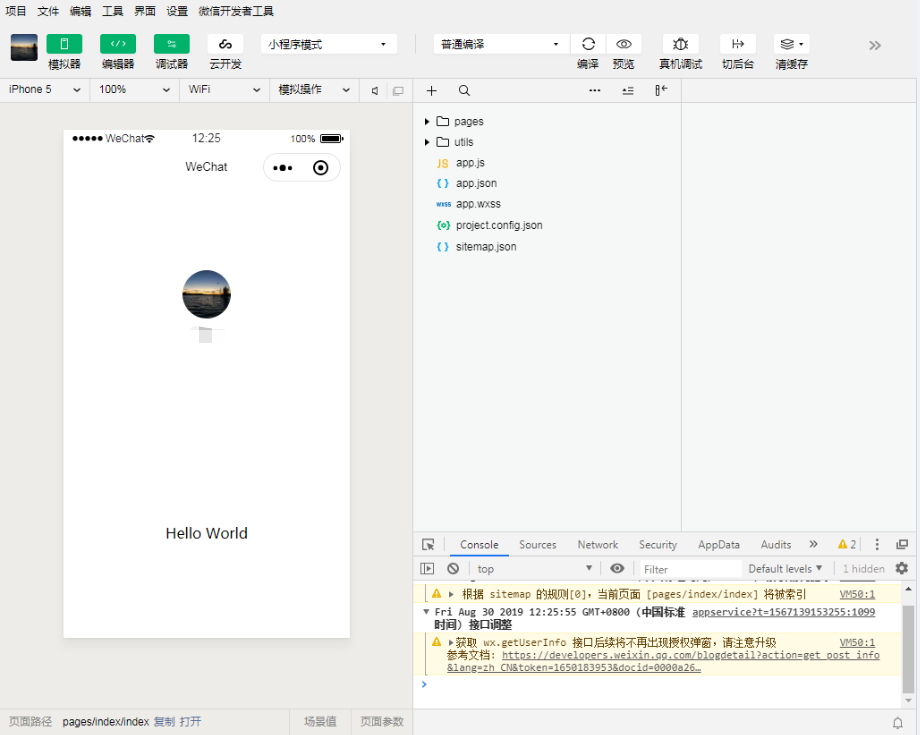 项目 文件 编辑 工具 界面 设置 微信开发者工具
小程序模式
普通编译
模拟器 编辑器 调试器 云开发 编译 预览 真机调试 切后台 清缓存
iPhone 5 100% WiFi 模拟操作
WeChat 12:25 100%
WeChat
Hello World
pages
utils
JS app.js
{ } app.json
wxss app.wxss
{o} project.config.json
{ } sitemap.json
Console Sources Network Security AppData Audits 2
top Filter Default levels 1 hidden
根据 sitemap 的规则[0]，当前页面 [pages/index/index] 将被索引 VM50:1
Fri Aug 30 2019 12:25:55 GMT+0800 (中国标准 appservice?t=1567139153255:1099
时间) 接口调整
获取 wx.getUserInfo 接口后续将不再出现授权弹窗，请注意升级 VM50:1
参考文档: https://developers.weixin.qq.com/blogdetail?action=get_post_info
&lang=zh_CN&token=1650183953&docid=0000a26…
页面路径 pages/index/index 复制 打开 场景值 页面参数